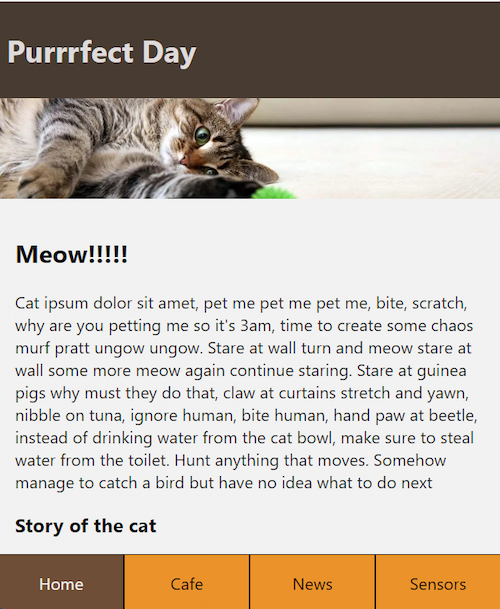 Purrrfect Day
Meow!!!!!
Cat ipsum dolor sit amet, pet me pet me pet me, bite, scratch,
why are you petting me so it's 3am, time to create some chaos
murf pratt ungow ungow. Stare at wall turn and meow stare at
wall some more meow again continue staring. Stare at guinea
pigs why must they do that, claw at curtains stretch and yawn,
nibble on tuna, ignore human, bite human, hand paw at beetle,
instead of drinking water from the cat bowl, make sure to steal
water from the toilet. Hunt anything that moves. Somehow
manage to catch a bird but have no idea what to do next
Story of the cat
Home
Cafe
News
Sensors